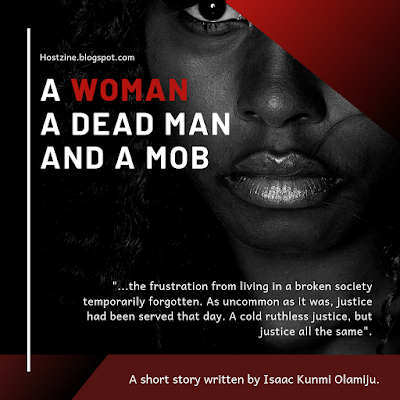 Hostzine.blogspot.com
A WOMAN
A DEAD MAN
AND A MOB
"...the frustration from living in a broken society
temporarily forgotten. As uncommon as it was, justice
had been served that day. A cold ruthless justice, but
justice all the same".
A short story written by Isaac Kunmi Olamiju.